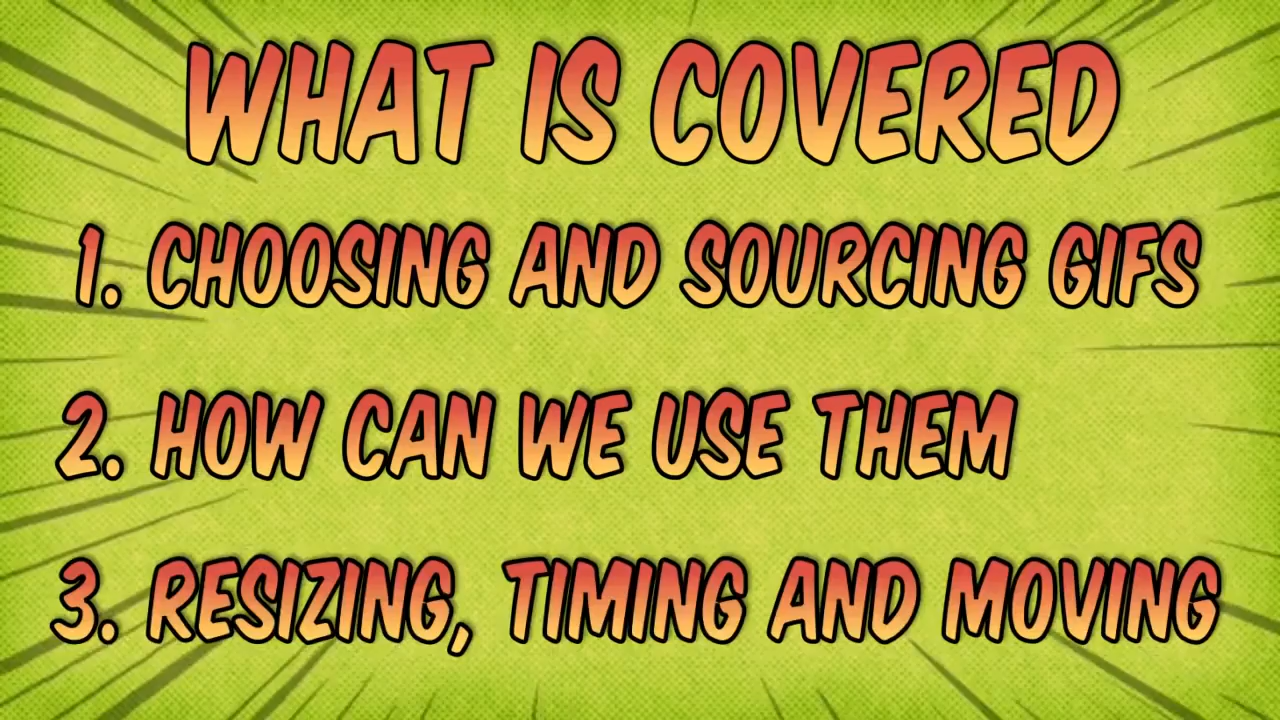 WHAT IS COVERED
1. CHOOSING AND SOURCING GIFS
2. HOW CAN WE USE THEM
3. RESIZING, TIMING AND MOVING